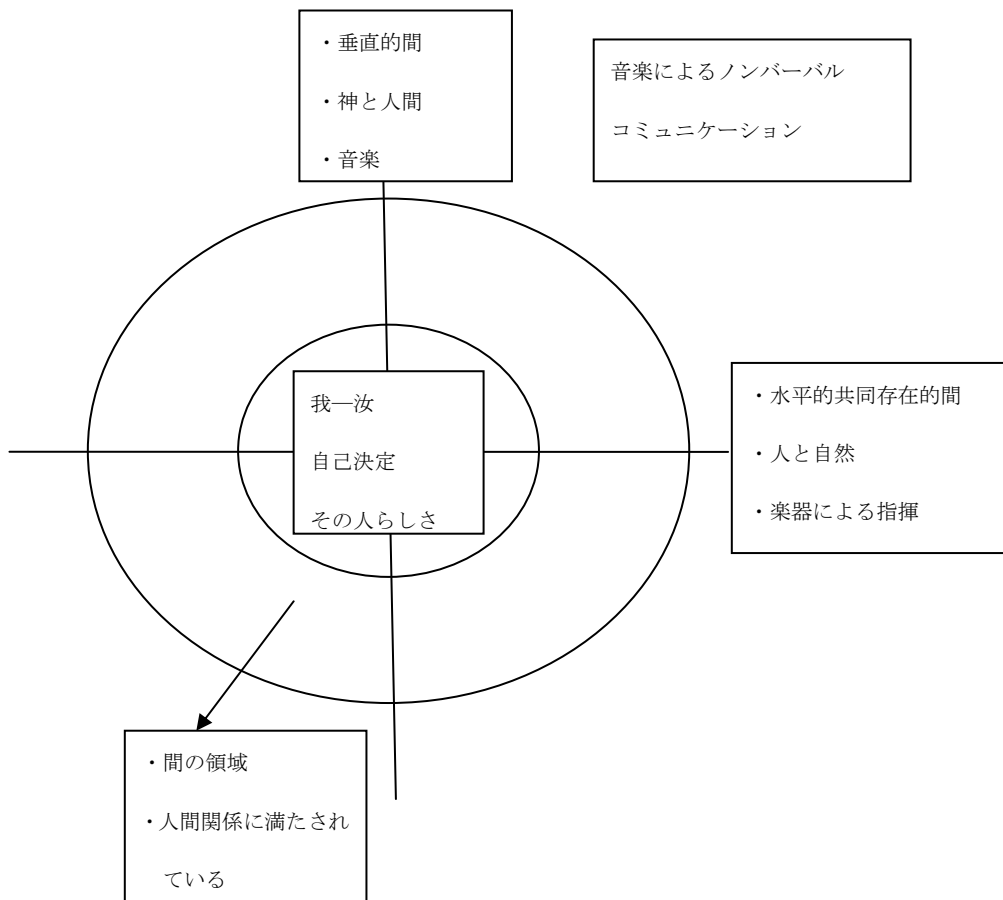 ・垂直的間
・神と人間
・音楽
音楽によるノンバーバル
コミュニケーション
我―汝
自己決定
その人らしさ
・水平的共同存在的間
・人と自然
・楽器による指揮
・間の領域
・人間関係に満たされ
ている